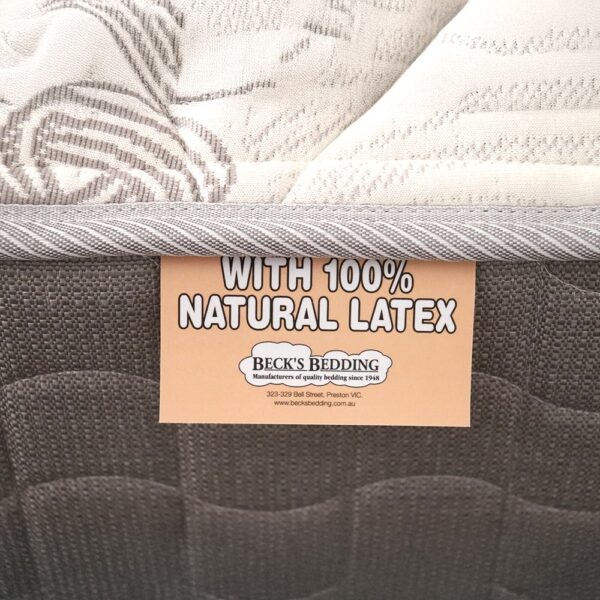 WITH 100%
NATURAL LATEX
BECK'S BEDDING
Manufacturers of quality bedding since 1948
323-329 Bell Street, Preston VIC.
www.becksbedding.com.au